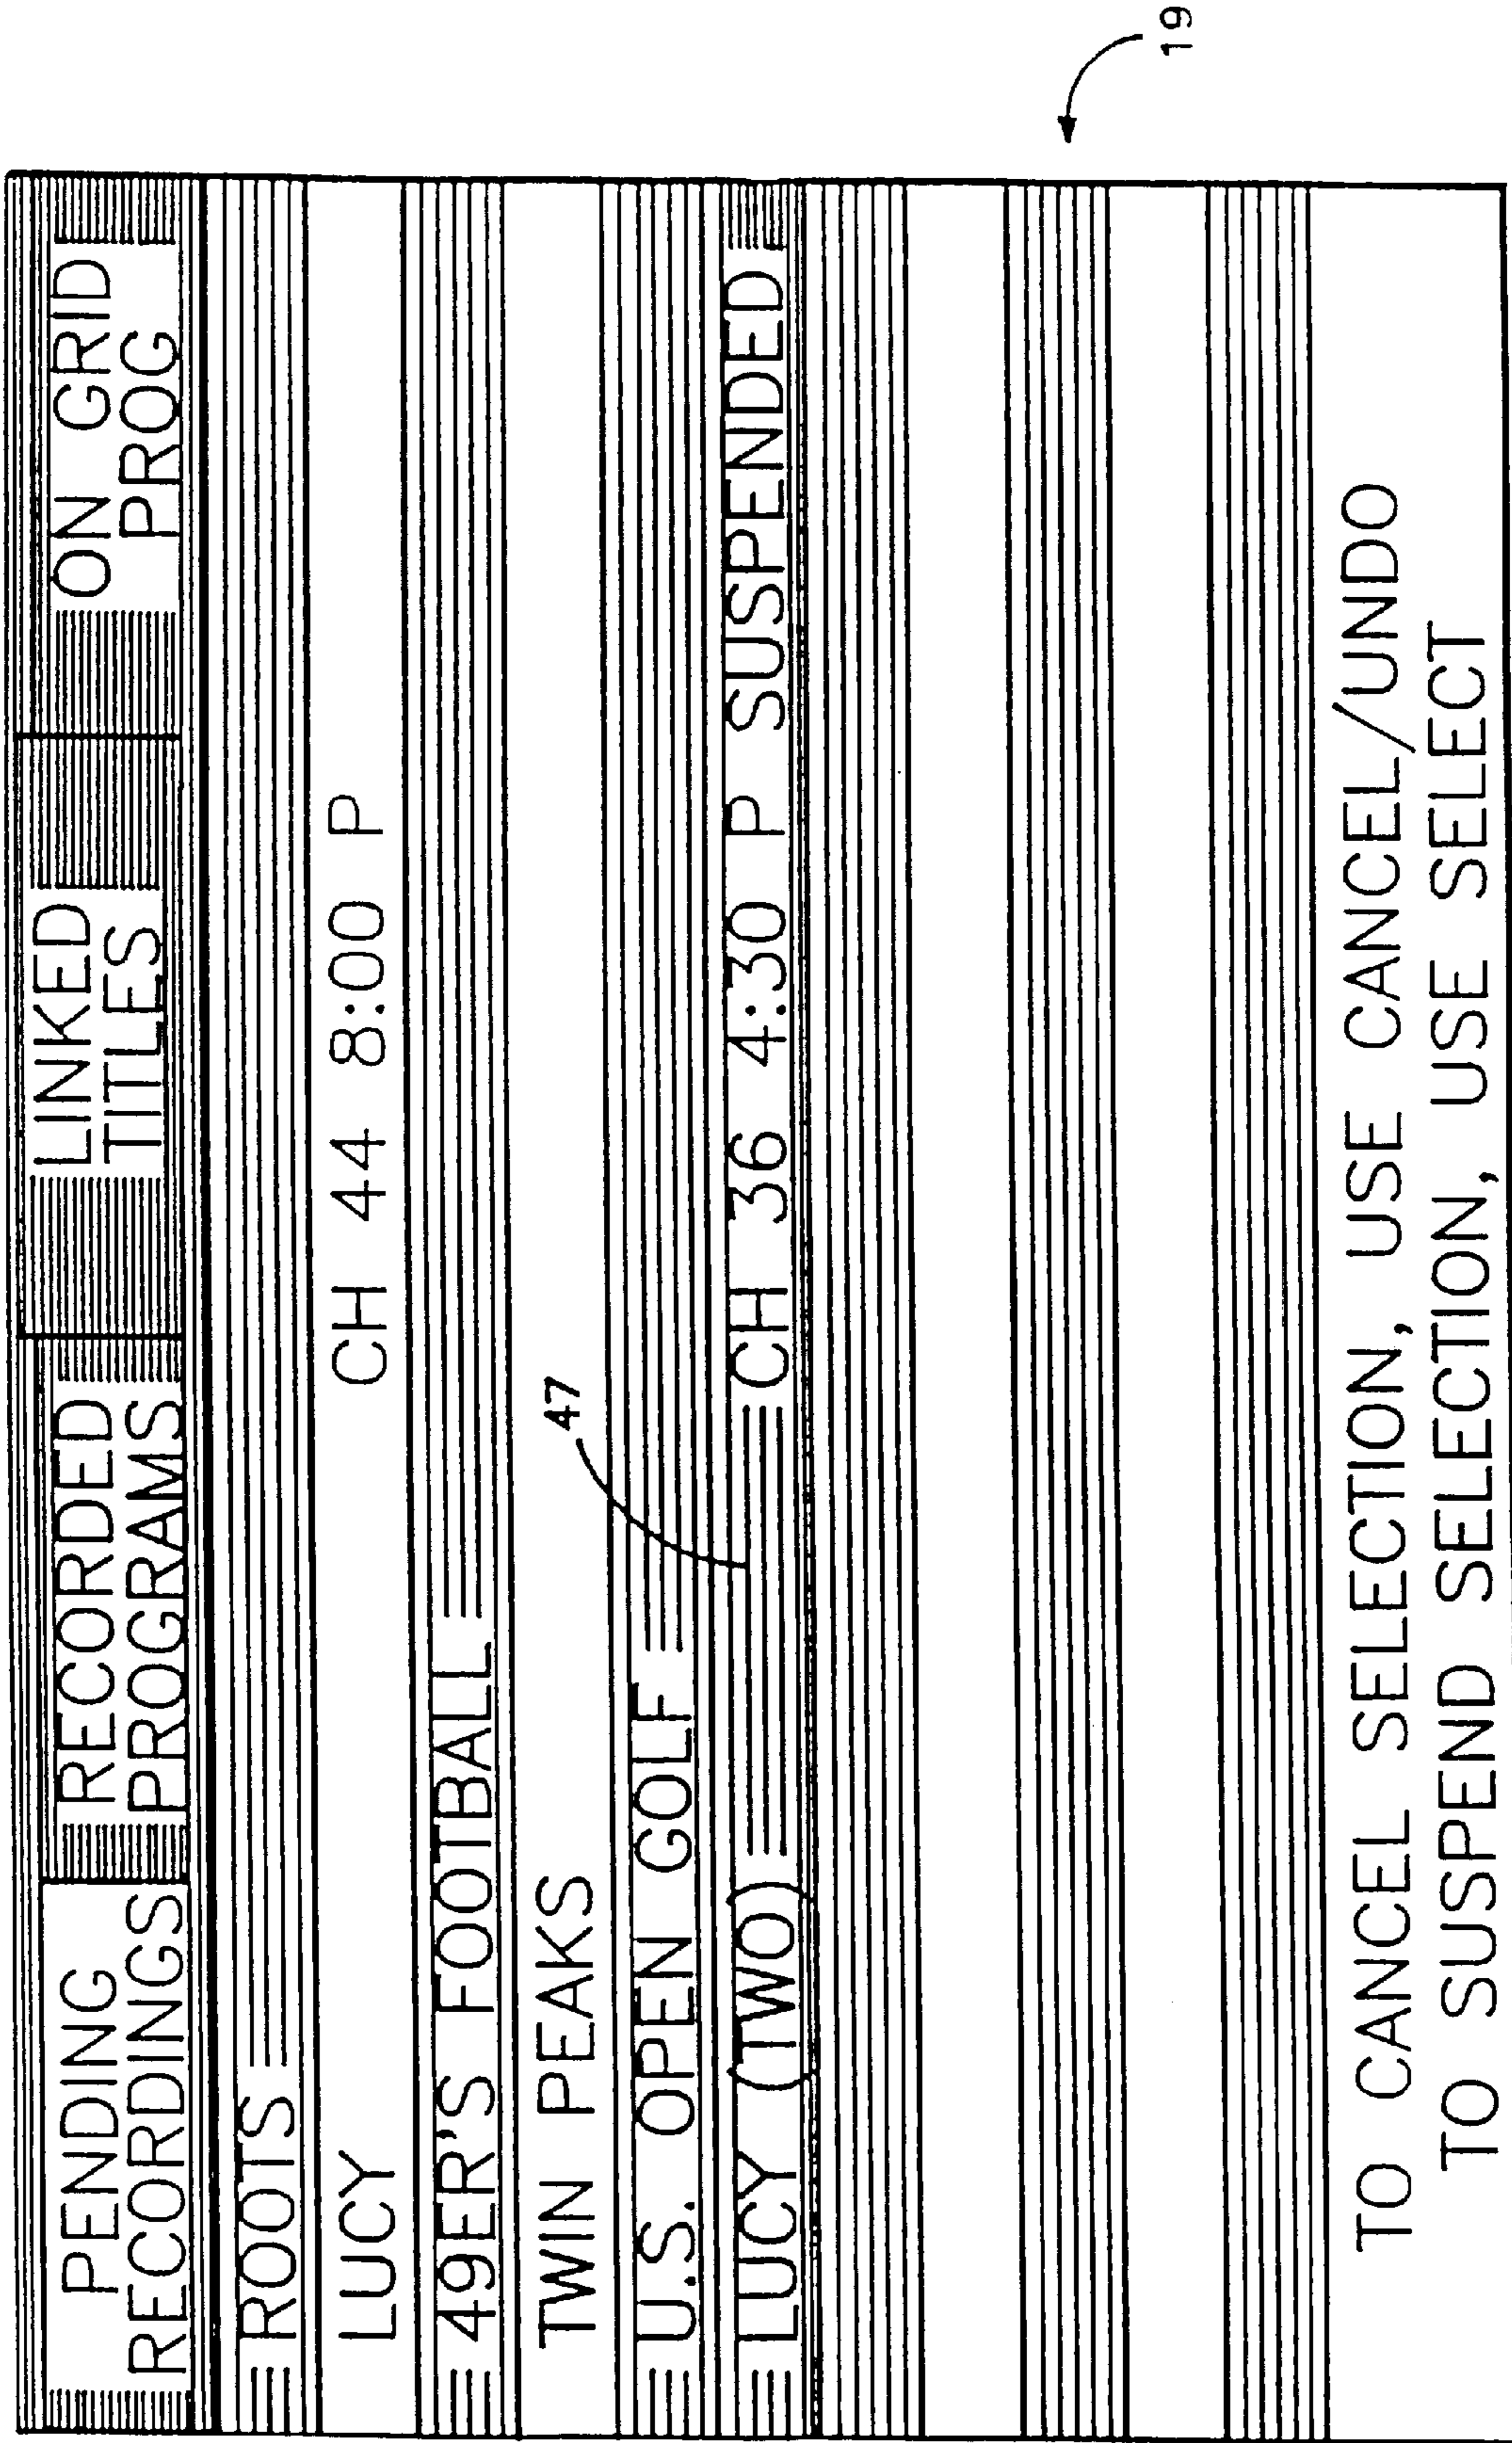 PENDING RECORDINGS
RECORDED PROGRAMS
LINKED TITLES
ON GRID PROG
ROOTS
LUCY CH 44 8:00 P
49ER'S FOOTBALL
TWIN PEAKS
U.S. OPEN GOLF
LUCY (TWO) CH 36 4:30 P SUSPENDED
TO CANCEL SELECTION, USE CANCEL/UNDO
TO SUSPEND SELECTION, USE SELECT
47
19